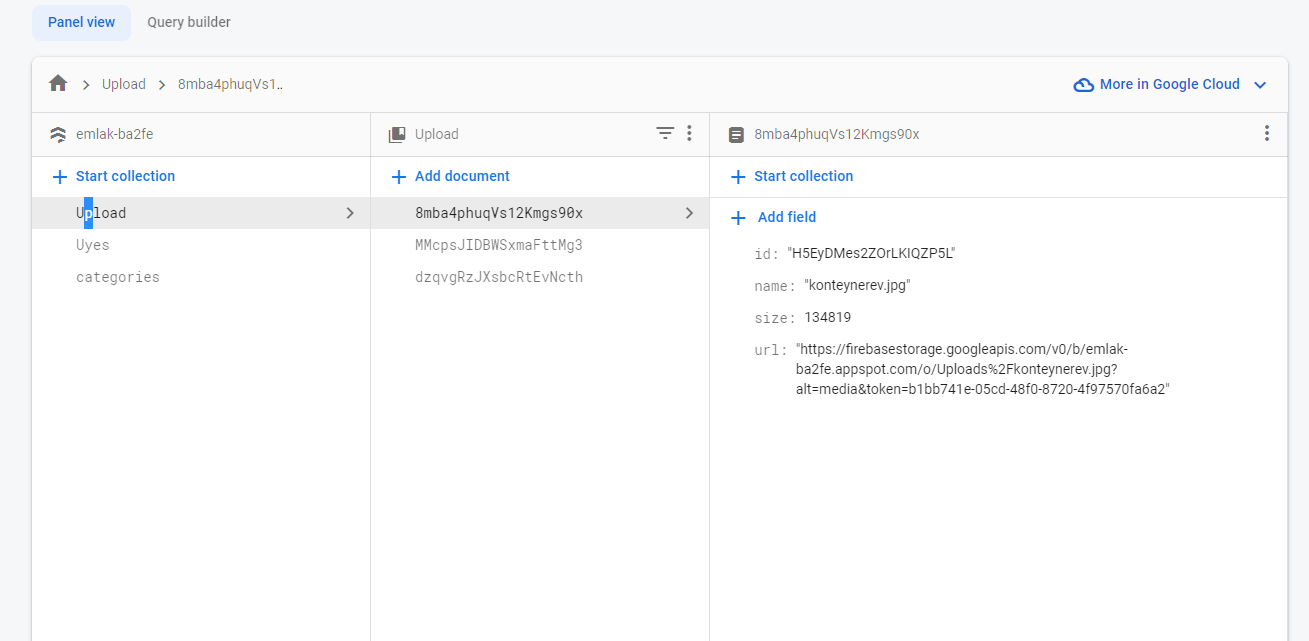 Panel view
Query builder
Upload
8mba4phuqVs1..
More in Google Cloud
emlak-ba2fe
Upload
8mba4phuqVs12Kmgs90x
Start collection
Add document
Start collection
Upload
8mba4phuqVs12Kmgs90x
Add field
Uyes
MMcpsJIDBWSxmaFttMg3
categories
dzqvgRzJXsbcRtEvNcth
id: "H5EyDMes2ZOrLKIQZP5L"
name: "konteynerev.jpg"
size: 134819
url: "https://firebasestorage.googleapis.com/v0/b/emlak-
ba2fe.appspot.com/o/Uploads%2Fkonteynerev.jpg?
alt=media&token=b1bb741e-05cd-48f0-8720-4f97570fa6a2"